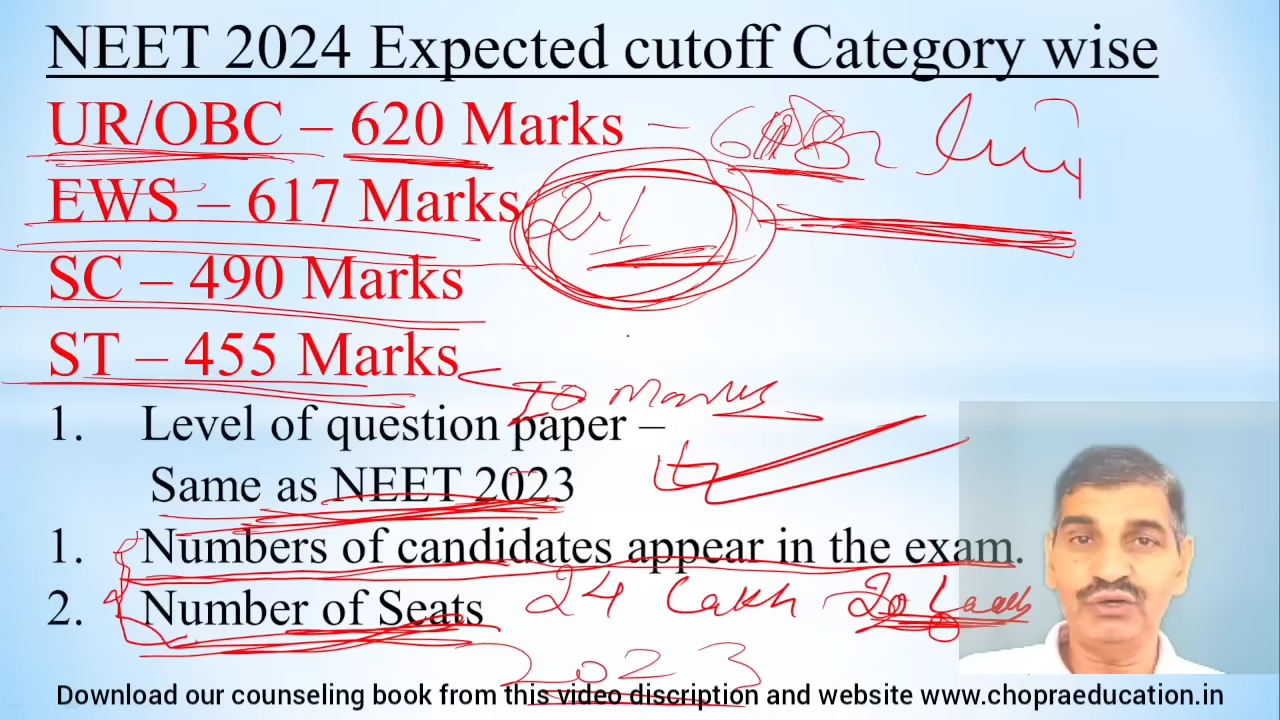 NEET 2024 Expected cutoff Category wise
UR/OBC – 620 Marks –
EWS – 617 Marks
SC – 490 Marks
ST – 455 Marks
Marks
1. Level of question paper –
Same as NEET 2023
1. Numbers of candidates appear in the exam.
2. Number of Seats 24 Lakh 20
2023
Download our counseling book from this video discription and website www.chopraeducation.in